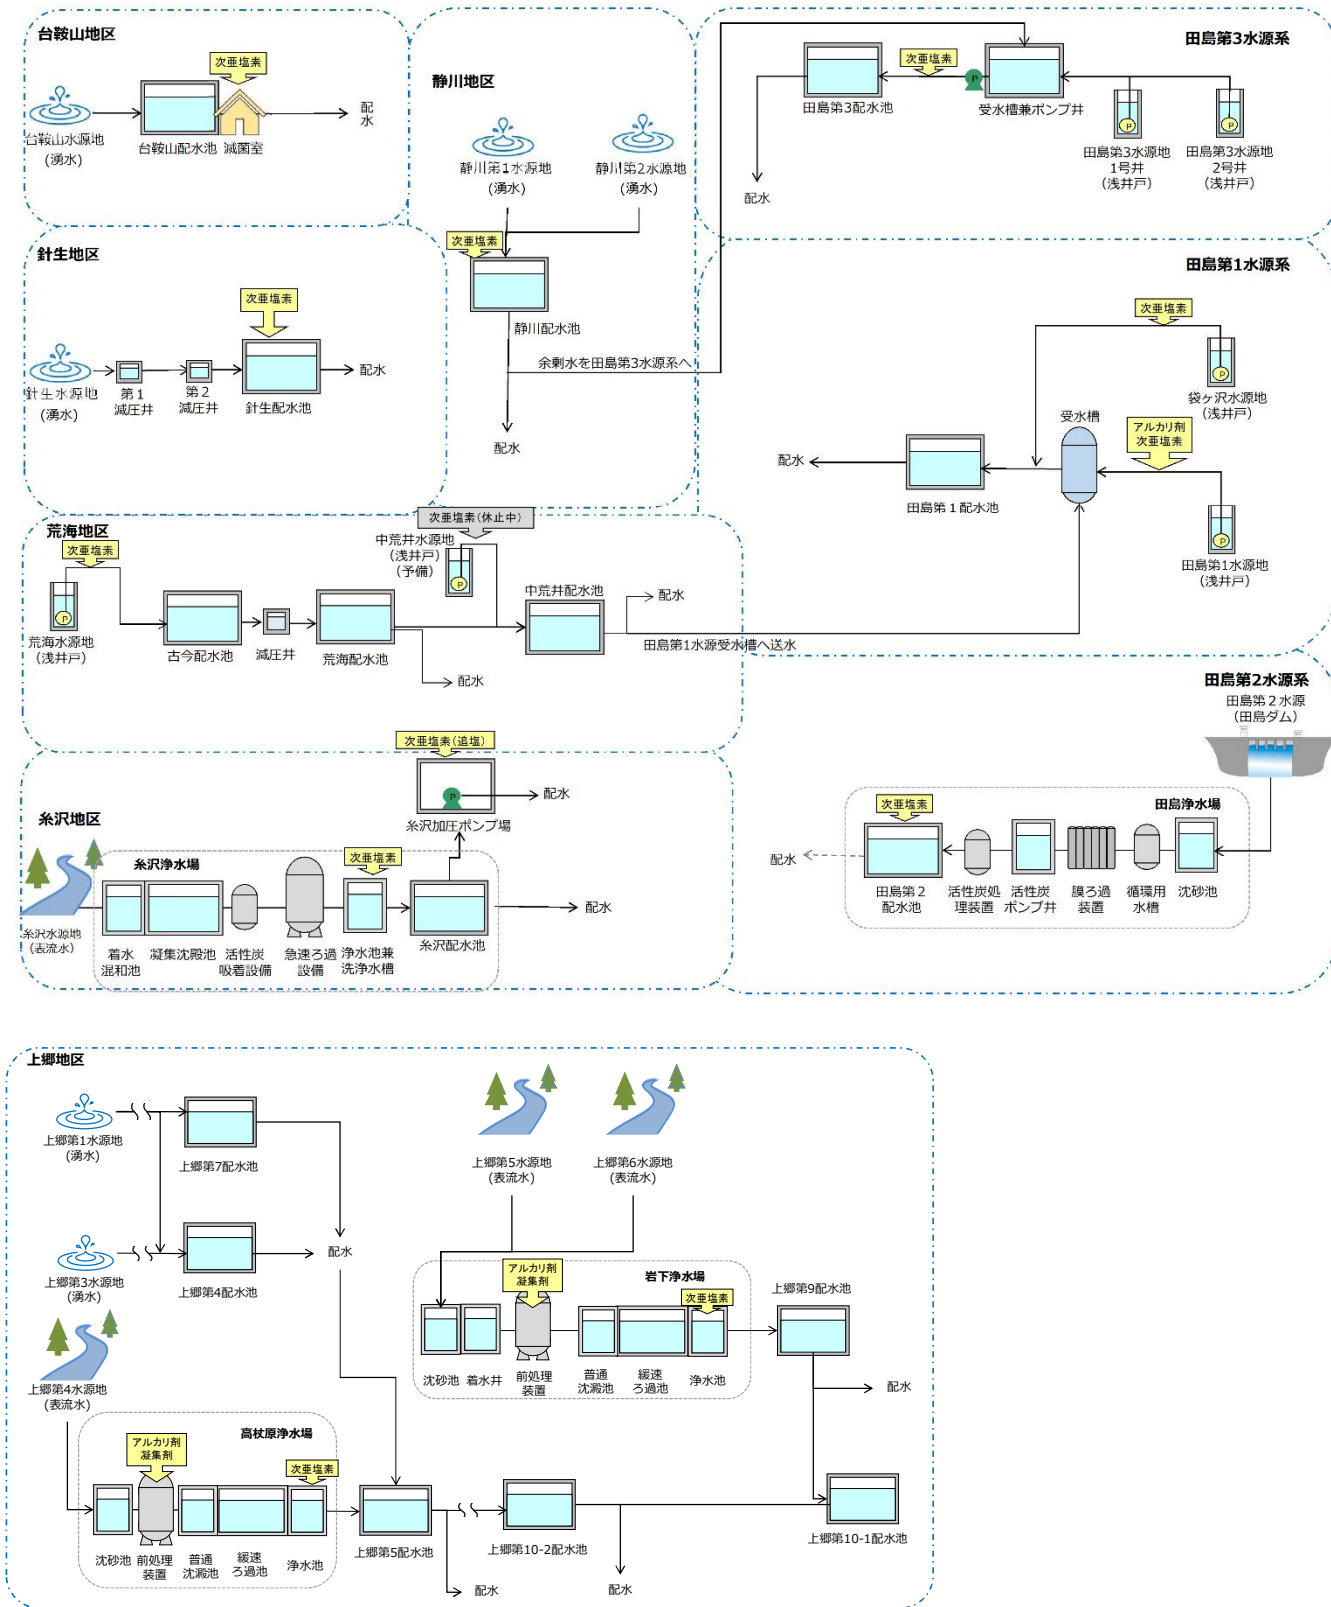 台鞍山地区
次亜塩素
台鞍山水源地
(湧水)
台鞍山配水池
滅菌室
配
水
静川地区
静川第1水源地
(湧水)
静川第2水源地
(湧水)
次亜塩素
静川配水池
余剰水を田島第3水源系へ
配水
田島第3水源系
次亜塩素
P
田島第3配水池
受水槽兼ポンプ井
P
P
田島第3水源地
1号井
(浅井戸)
田島第3水源地
2号井
(浅井戸)
配水
針生地区
次亜塩素
針生水源地
(湧水)
第1
減圧井
第2
減圧井
針生配水池
配水
田島第1水源系
次亜塩素
P
袋ヶ沢水源地
(浅井戸)
受水槽
アルカリ剤
次亜塩素
配水
田島第1配水池
P
田島第1水源地
(浅井戸)
荒海地区
次亜塩素
P
荒海水源地
(浅井戸)
古今配水池
減圧井
荒海配水池
配水
次亜塩素(休止中)
中荒井水源地
(浅井戸)
(予備)
P
中荒井配水池
配水
田島第1水源受水槽へ送水
田島第2水源系
田島第2水源
(田島ダム)
田島浄水場
次亜塩素
配水
田島第2
配水池
活性炭処
理装置
活性炭
ポンプ井
膜ろ過
装置
循環用
水槽
沈砂池
糸沢地区
次亜塩素(追塩)
P
配水
糸沢加圧ポンプ場
糸沢浄水場
次亜塩素
糸沢水源地
(表流水)
着水
混和池
凝集沈殿池
活性炭
吸着設備
急速ろ過
設備
浄水池兼
洗浄水槽
糸沢配水池
配水
上郷地区
上郷第1水源地
(湧水)
上郷第7配水池
上郷第3水源地
(湧水)
上郷第4配水池
配水
上郷第5水源地
(表流水)
上郷第6水源地
(表流水)
岩下浄水場
アルカリ剤
凝集剤
次亜塩素
沈砂池
着水井
前処理
装置
普通
沈澱池
緩速
ろ過池
浄水池
上郷第9配水池
配水
上郷第4水源地
(表流水)
高杖原浄水場
アルカリ剤
凝集剤
次亜塩素
沈砂池
前処理
装置
普通
沈澱池
緩速
ろ過池
浄水池
上郷第5配水池
配水
上郷第10-2配水池
配水
上郷第10-1配水池